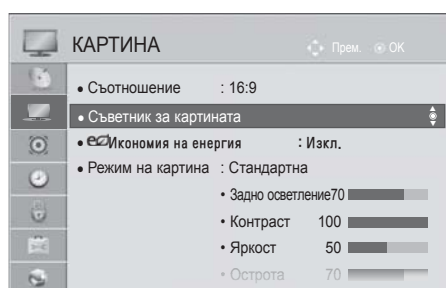 КАРТИНА
Прем. OK
• Съотношение : 16:9
• Съветник за картината
• eco Икономия на енергия : Изкл.
• Режим на картина : Стандартна
• Задно осветление70
• Контраст 100
• Яркост 50
• Острота 70